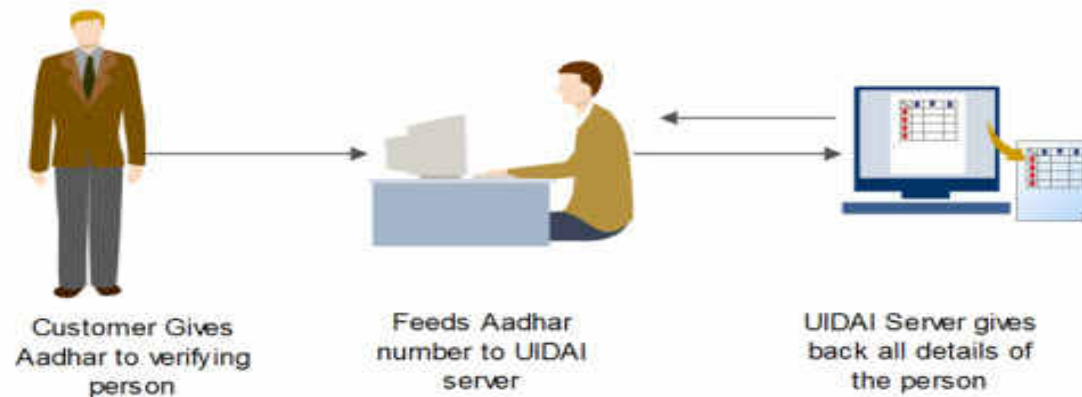 Customer Gives
Aadhar to verifying
person
Feeds Aadhar
number to UIDAI
server
UIDAI Server gives
back all details of
the person